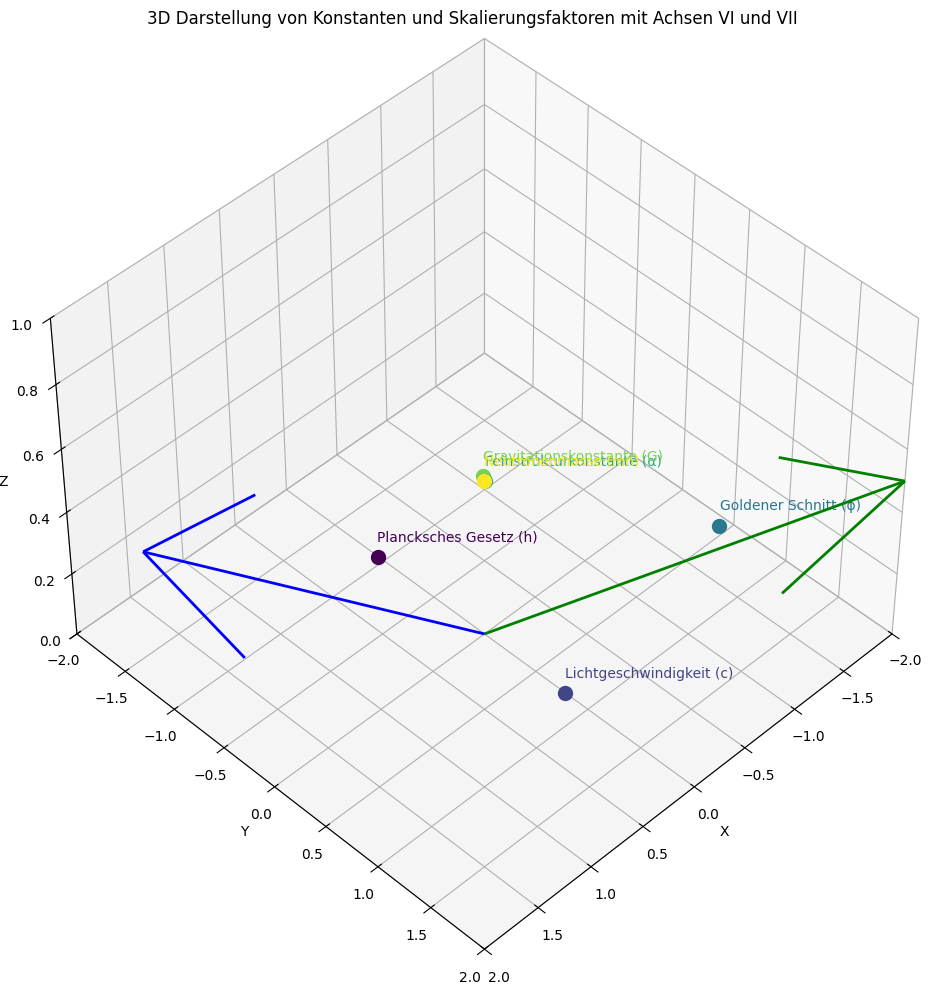 3D Darstellung von Konstanten und Skalierungsfaktoren mit Achsen VI und VII
1.0
0.8
0.6
Z
0.4
0.2
0.0
Gravitationskonstante (G)
Feinstrukturkonstante (α)
Goldener Schnitt (φ)
Plancksches Gesetz (h)
Lichtgeschwindigkeit (c)
−2.0
−1.5
−1.0
−0.5
0.0
Y
0.5
1.0
1.5
2.0
−2.0
−1.5
−1.0
−0.5
0.0
X
0.5
1.0
1.5
2.0